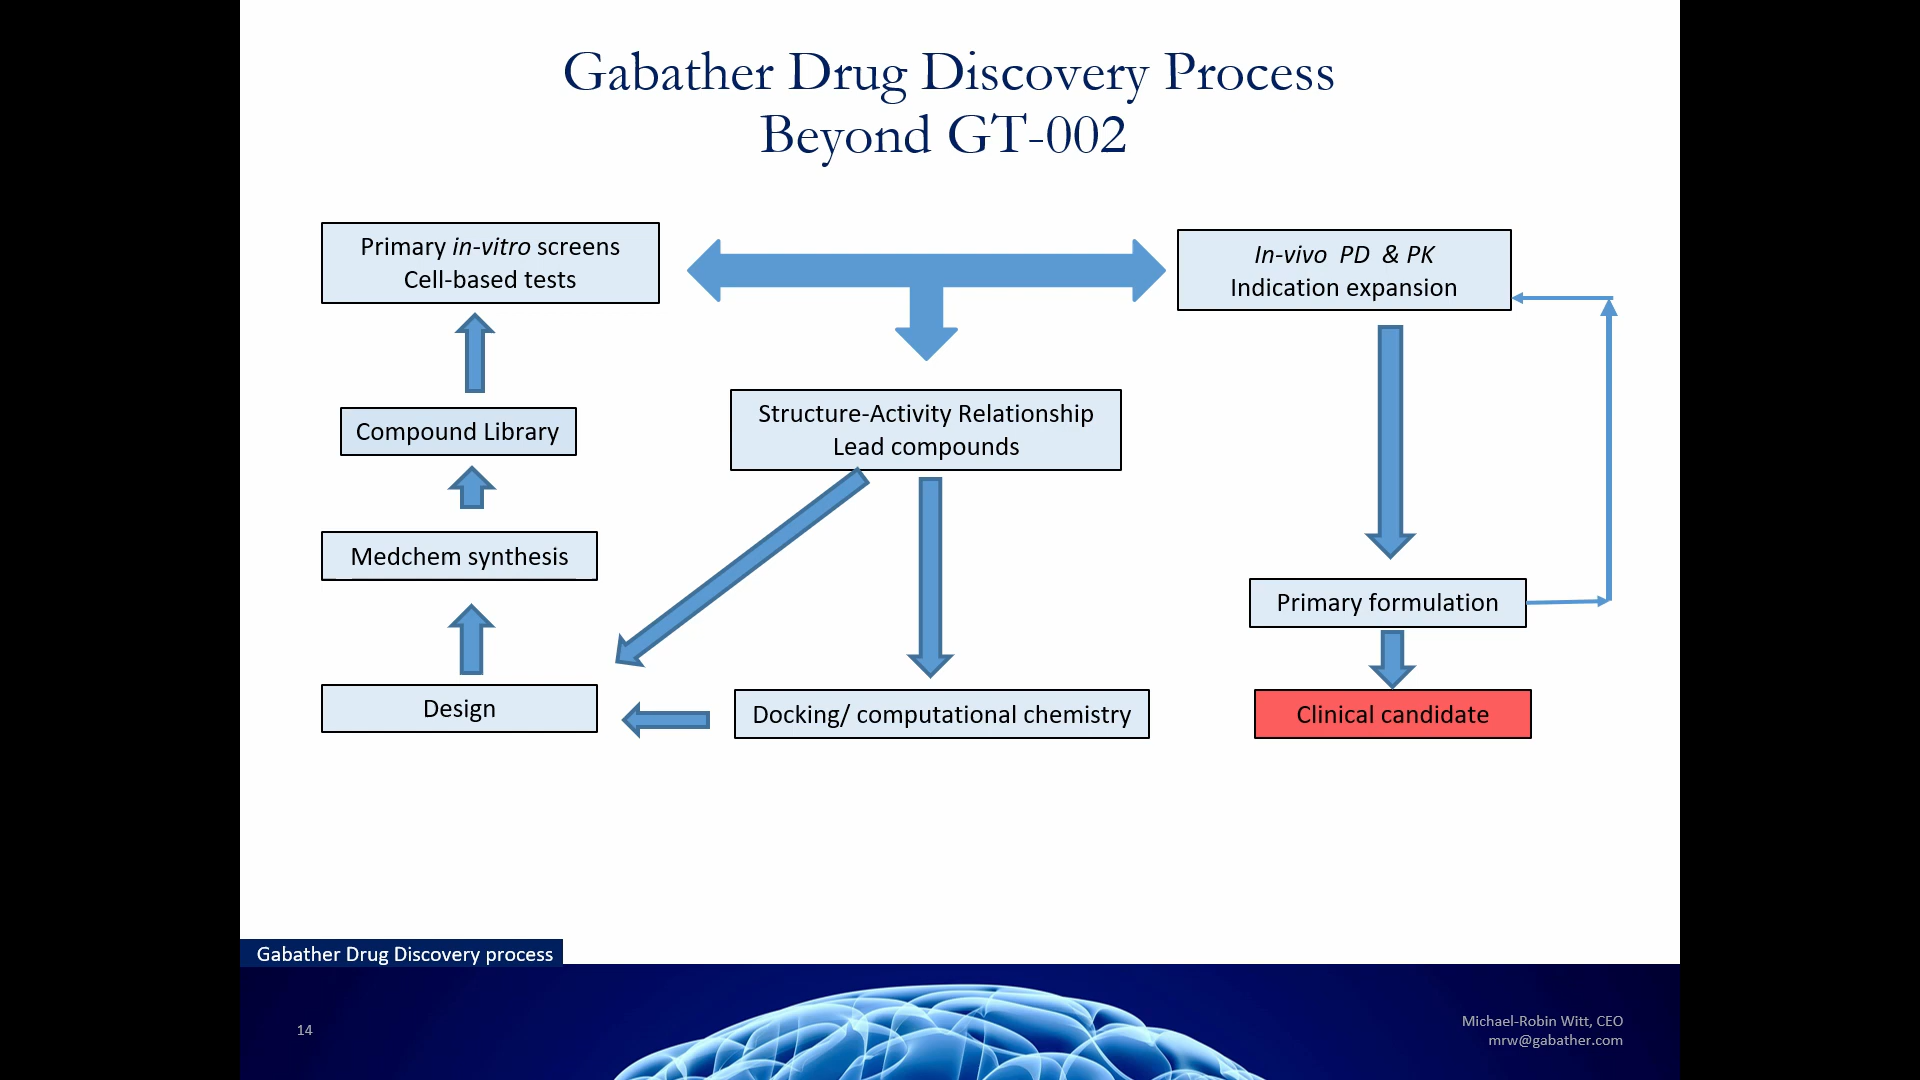 Gabather Drug Discovery Process
Beyond GT-002
Primary in-vitro screens
Cell-based tests
In-vivo PD & PK
Indication expansion
Structure-Activity Relationship
Lead compounds
Compound Library
Medchem synthesis
Primary formulation
Design
Docking/ computational chemistry
Clinical candidate
Gabather Drug Discovery process
14
Michael-Robin Witt, CEO
mrw@gabather.com